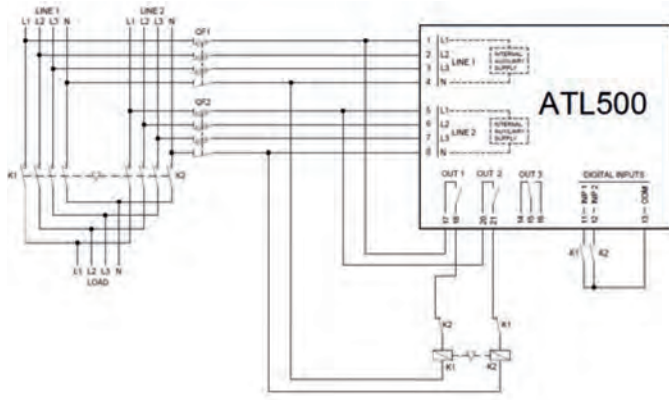 LINE 1 LINE 2
L1 L2 L3 N L1 L2 L3 N
QF1
1 L1
2 L2
3 L3
4 N
LINE 1
INTERNAL AUXILIARY SUPPLY
QF2
5 L1
6 L2
7 L3
8 N
LINE 2
INTERNAL AUXILIARY SUPPLY
ATL500
K1 K2
OUT 1 OUT 2 OUT 3
DIGITAL INPUTS
INP 1 INP 2 COM
17 18 20 21 14 15 16 11 12 13
K1 K2
L1 L2 L3 N
LOAD
K2 K1
K1 K2